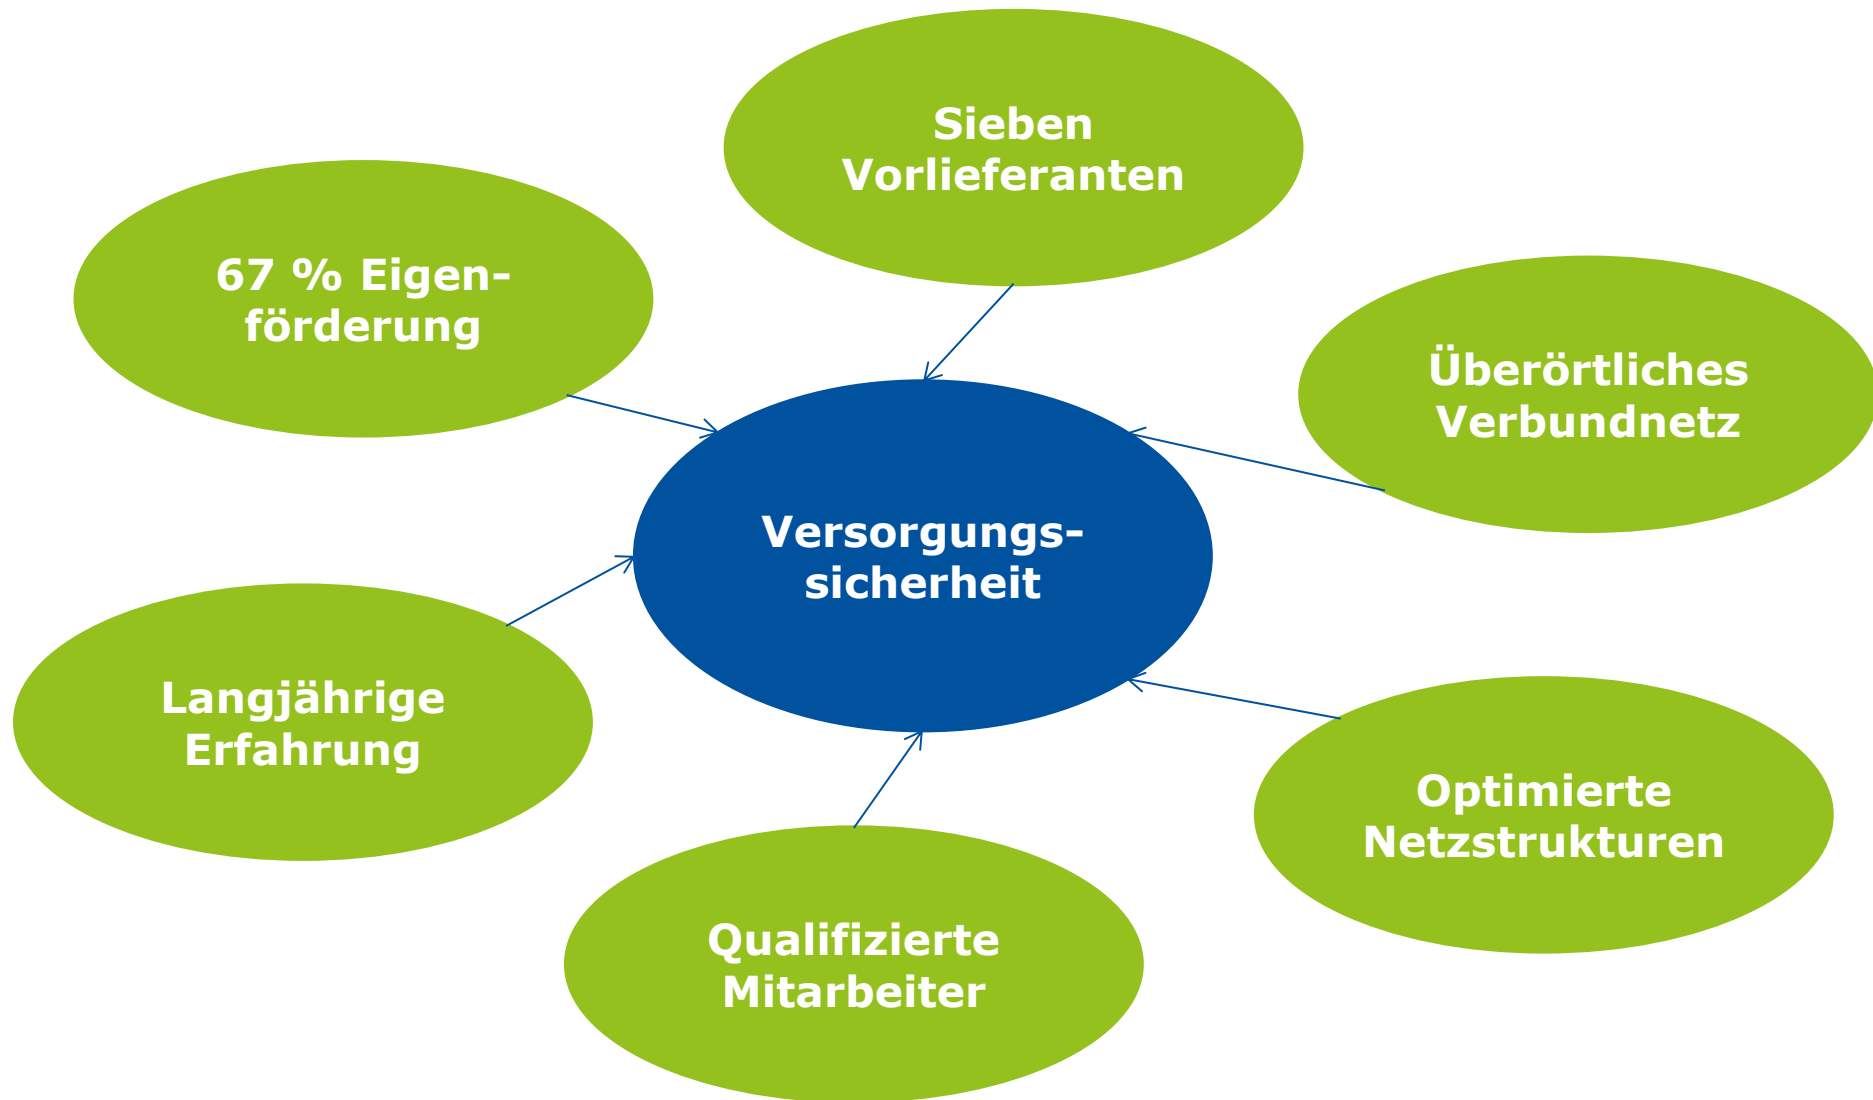 Sieben
Vorlieferanten
67 % Eigen-
förderung
Überörtliches
Verbundnetz
Versorgungs-
sicherheit
Langjährige
Erfahrung
Optimierte
Netzstrukturen
Qualifizierte
Mitarbeiter